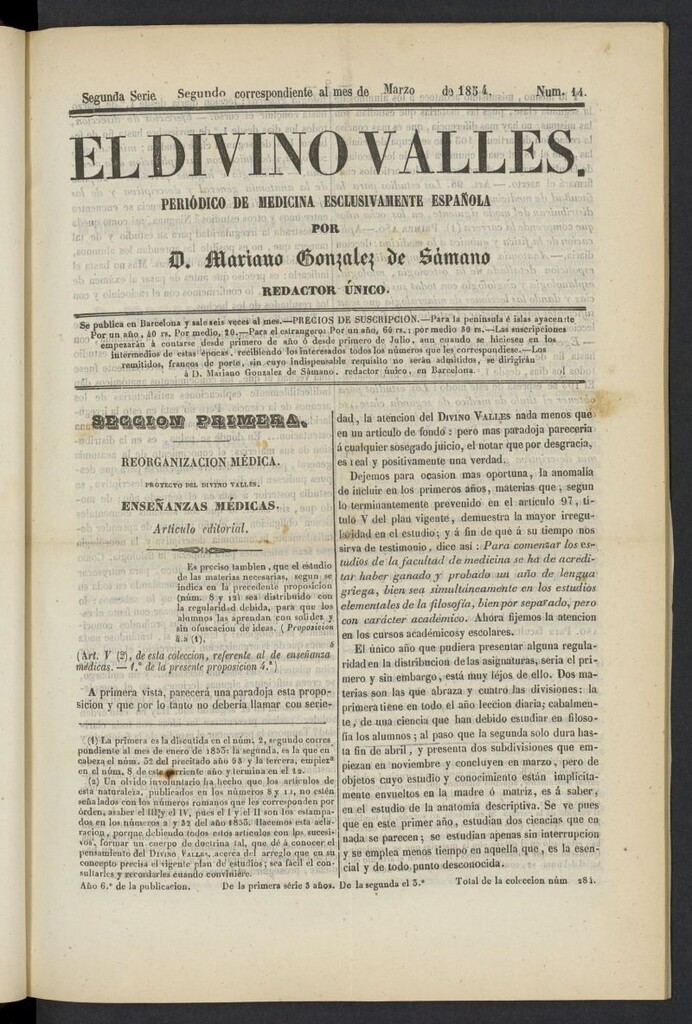 Segunda Serie Segundo correspondiente al mes de Marzo de 1854. Num. 14.
EL DIVINO VALLES.
PERIÓDICO DE MEDICINA ESCLUSIVAMENTE ESPAÑOLA
POR
D. Mariano Gonzalez de Sámano
REDACTOR ÚNICO.
Se publica en Barcelona y sale seis veces al mes.—PRECIOS DE SUSCRIPCION.—Para la península é islas ayacente
Por un año, 40 rs. Por medio, 20.—Para el estrangero: Por un año, 60 rs.; por medio 30 rs.—Las suscripciones
empezarán á contarse desde primero de año ó desde primero de Julio, aun cuando se hiciesen en los
intermedios de estas épocas, recibiendo los interesados todos los números que les correspondiese.—Los
remitidos, francos de porte, sin cuyo indispensable requisito no serán admitidos, se dirigirán
á D. Mariano Gonzalez de Sámano, redactor único, en Barcelona.
SECCION PRIMERA.
REORGANIZACION MÉDICA.
PROYECTO DEL DIVINO VALLES.
ENSEÑANZAS MÉDICAS.
Artículo editorial.
Es preciso tambien, que el estudio
de las materias necesarias, segun se
indica en la precedente proposicion
(núm. 8 y 12) sea distribuido con
la regularidad debida, para que los
alumnos las aprendan con solidez y
sin ofuscacion de ideas. (Proposicion
4.a (1),
(Art. V (2), de esta coleccion, referente al de enseñanza
médicas. — 1.° de la presente proposicion 4.ª)
A primera vista, parecerá una paradoja esta propo-
sicion y que por lo tanto no debería llamar con serie-
(1) La primera es la discutida en el núm. 2, segundo corres
pondiente al mes de enero de 1853: la segunda, es la que en
cabeza el núm. 52 del precitado año 53 y la tercera, empieza
en el núm. 8 de este corriente año y termina en el 12.
(2) Un olvido involuntario ha hecho que los artículos de
esta naturaleza, publicados en los números 8 y 12, no estén
señalados con los números romanos que les corresponden por
órden, á saber el III y el IV, pues el I y el II son los estampa-
dos en los números 2 y 52 del año 1853. Hacemos esta acla-
racion, porque debiendo todos estos artículos con los sucesi-
vos, formar un cuerpo de doctrina tal, que dé á conocer el
pensamiento del DIVINO VALLES, acerca del arreglo que en su
concepto precisa el vigente plan de estudios; sea fácil el con-
sultarles y recordarles cuando conviniere.
dad, la atencion del DIVINO VALLES nada menos que
en un artículo de fondo: pero mas paradoja pareceria
á cualquier sosegado juicio, el notar que por desgracia,
es real y positivamente una verdad.
Dejemos para ocasion mas oportuna, la anomalía
de incluir en los primeros años, materias que, segun
lo terminantemente prevenido en el artículo 97, tí-
tulo V del plan vigente, demuestra la mayor irregu-
laridad en el estudio; y á fin de que á su tiempo nos
sirva de testimonio, dice asi: Para comenzar los es-
tudios de la facultad de medicina se ha de acredi-
tar haber ganado y probado un año de lengua
griega, bien sea simultáneamente en los estudios
elementales de la filosofía, bien por separado, pero
con carácter académico. Ahora fijemos la atencion
en los cursos académicos y escolares.
El único año que pudiera presentar alguna regula-
ridad en la distribucion de las asignaturas, seria el pri-
mero y sin embargo, está muy léjos de ello. Dos ma-
terias son las que abraza y cuatro las divisiones: la
primera tiene en todo el año leccion diaria; cabalmen-
te, de una ciencia que han debido estudiar en filoso-
fía los alumnos; al paso que la segunda solo dura has-
ta fin de abril, y presenta dos subdivisiones que em-
piezan en noviembre y concluyen en marzo, pero de
objetos cuyo estudio y conocimiento están implícita-
mente envueltos en la madre ó matriz, es á saber,
en el estudio de la anatomía descriptiva. Se ve pues
que en este primer año, estudian dos ciencias que en
nada se parecen; se estudian apenas sin interrupcion
y se emplea menos tiempo en aquella que, es la esen-
cial y de todo punto desconocida.
Año 6.° de la publicacion. De la primera série 3 años. De la segunda el 3.° Total de la coleccion núm 281.